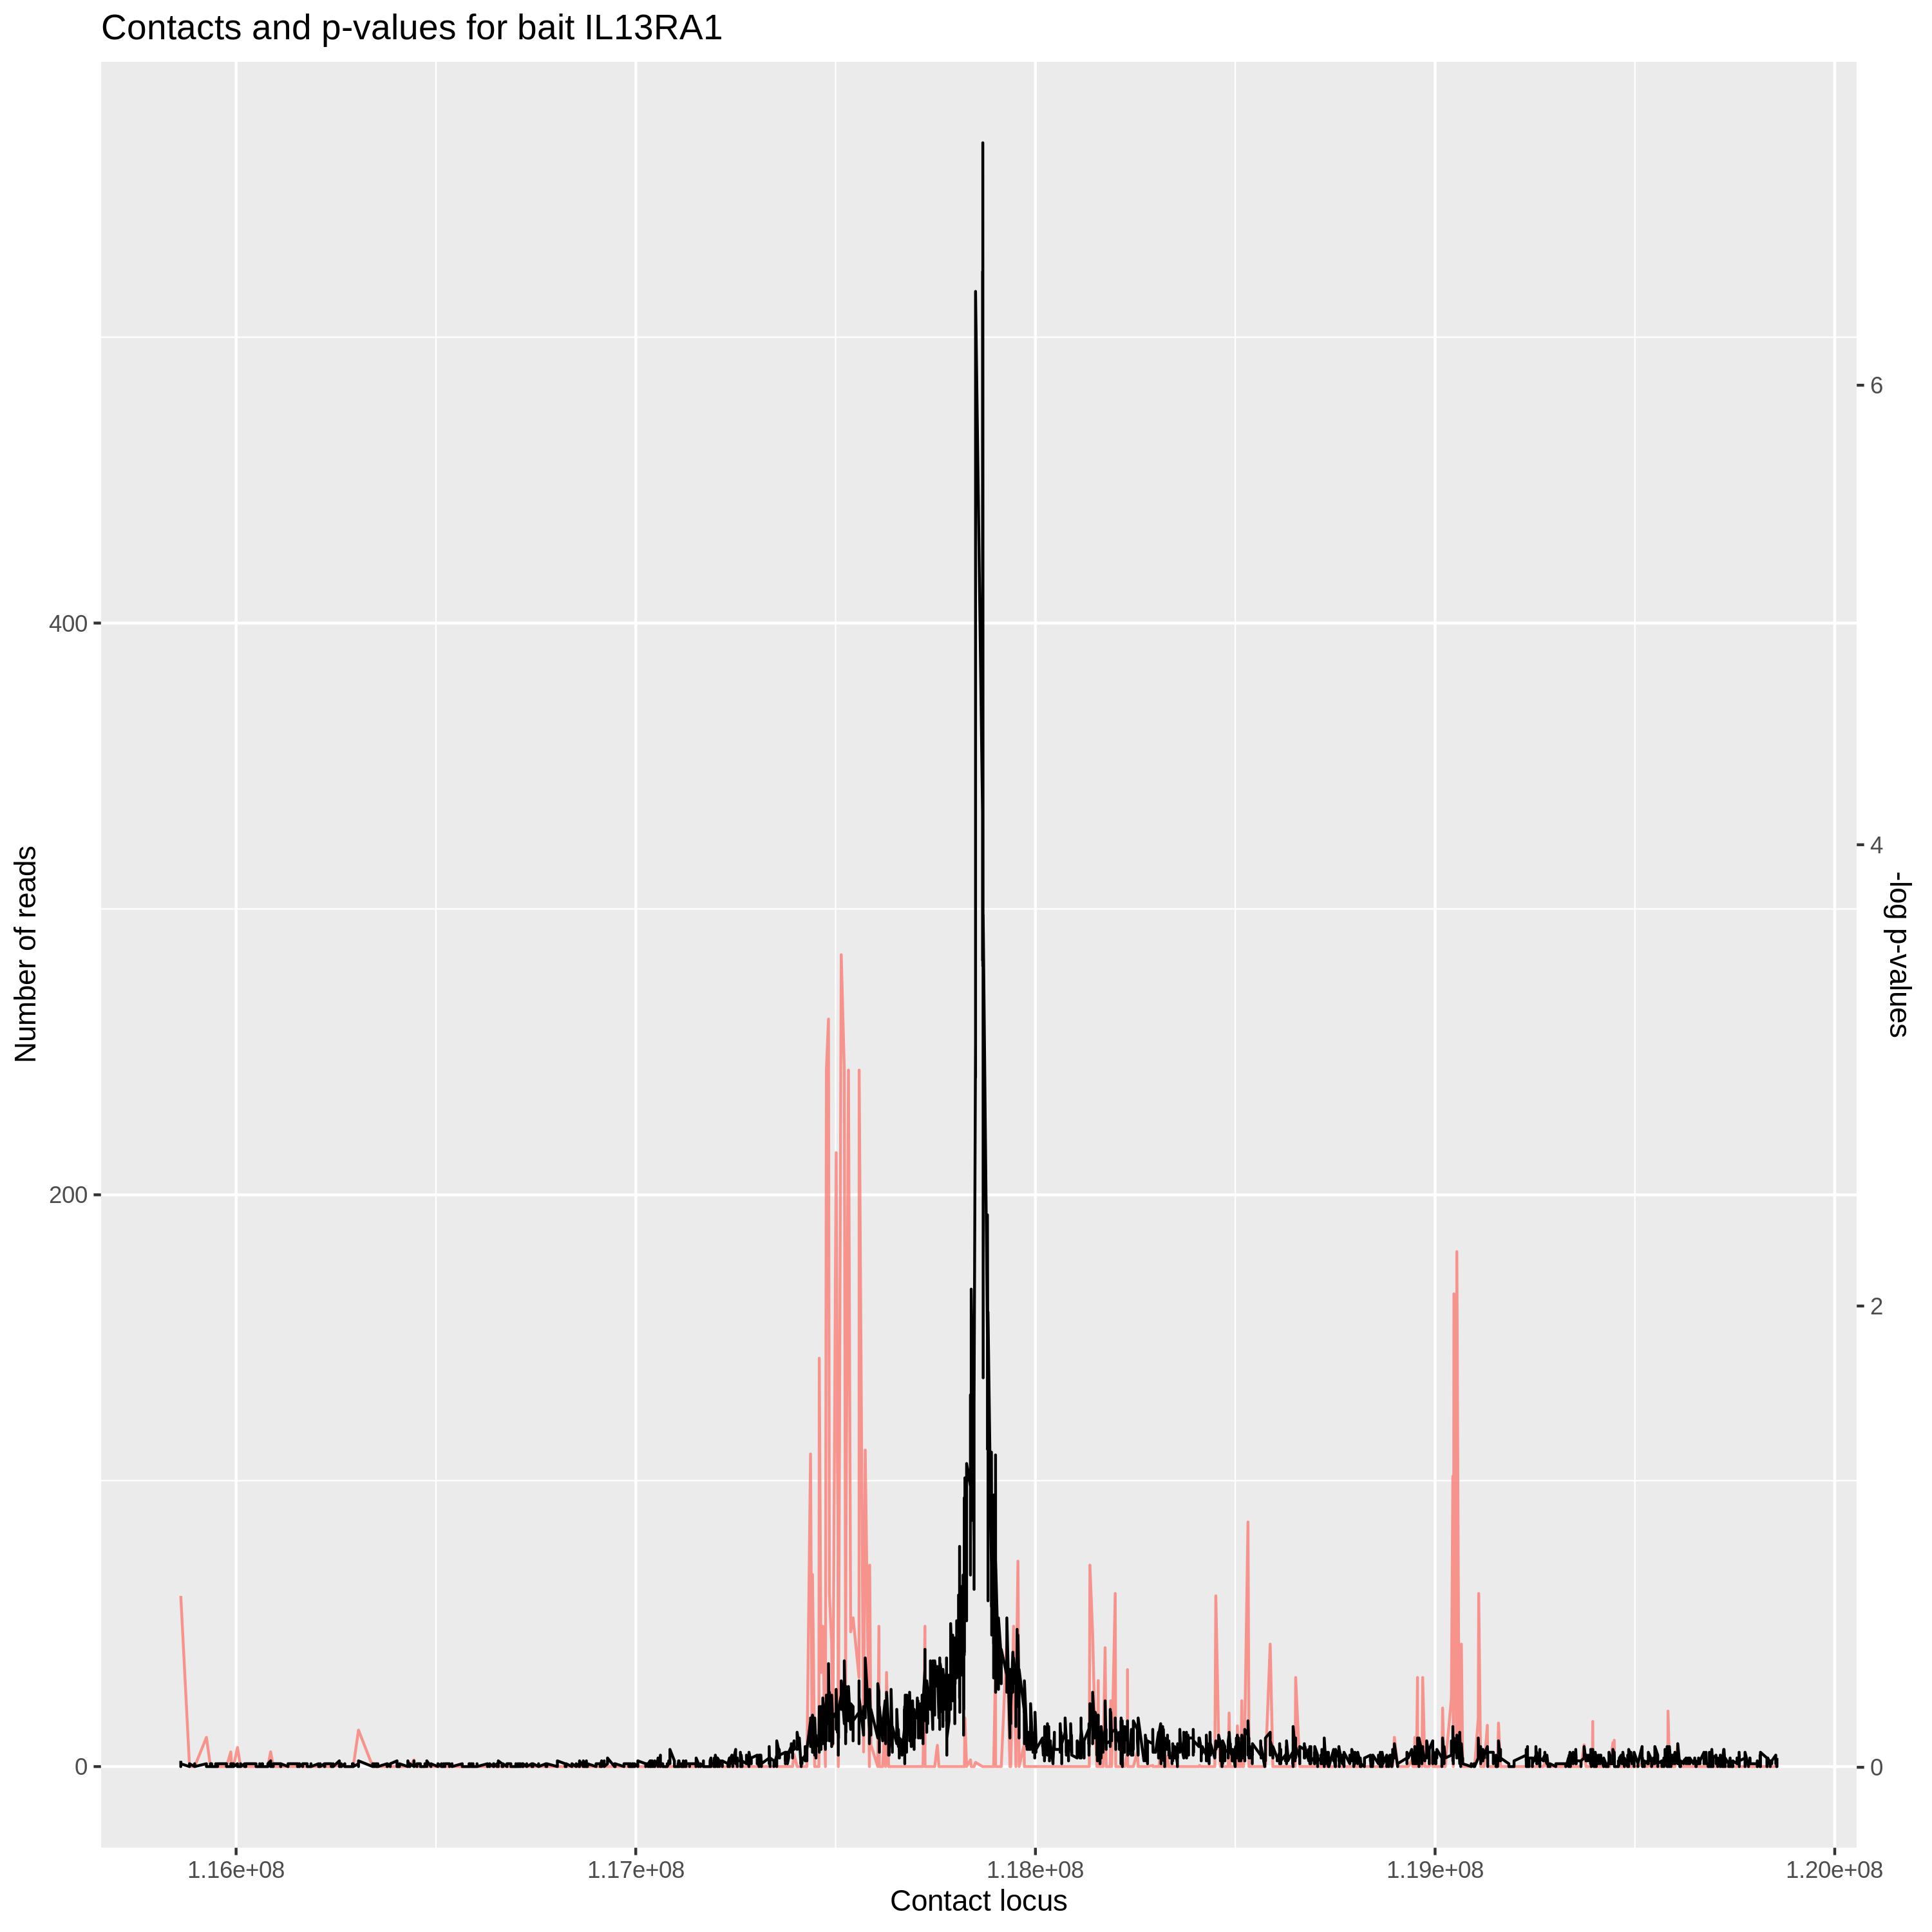 Contacts and p-values for bait IL13RA1
Number of reads
400
200
0
6
4
2
0
-log p-values
1.16e+08
1.17e+08
1.18e+08
1.19e+08
1.20e+08
Contact locus